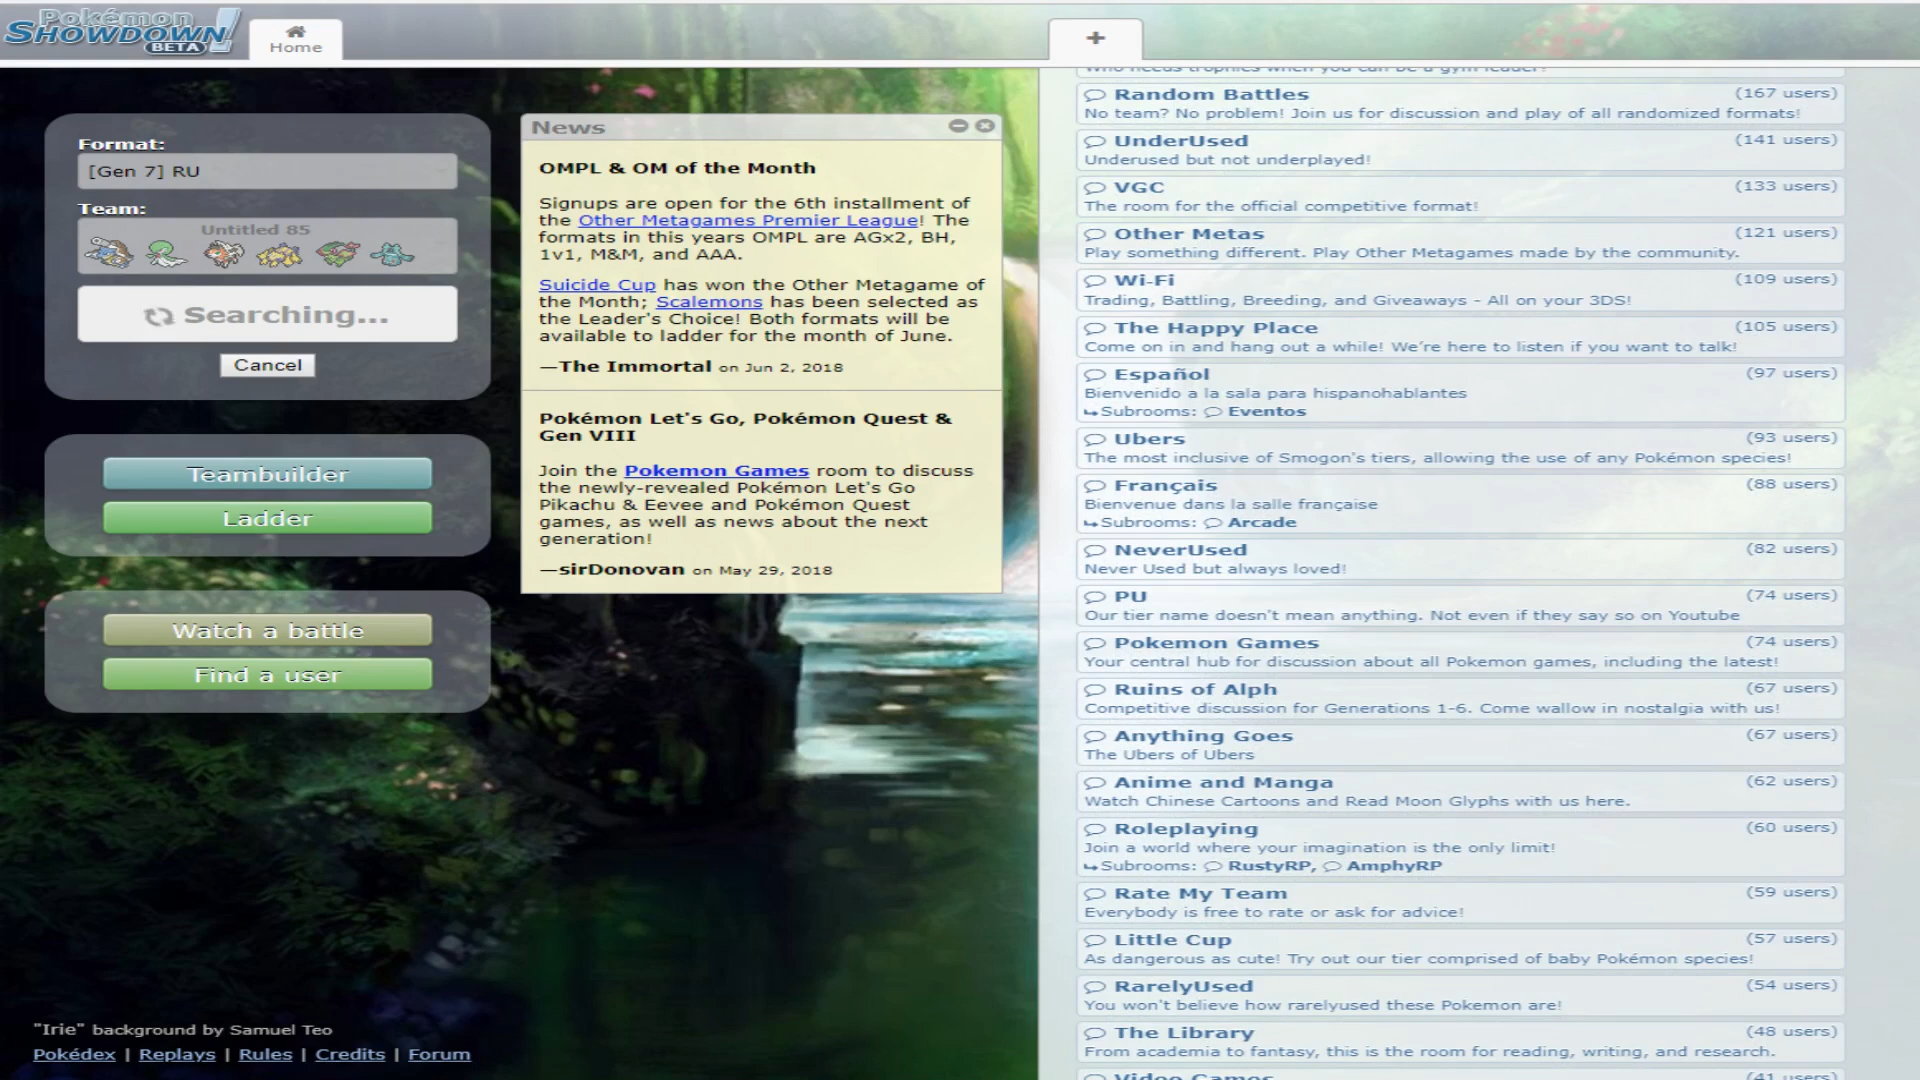 Pokémon
SHOWDOWN!
BETA
Home
+
Format:
[Gen 7] RU
Team:
Untitled 85
Searching...
Cancel
Teambuilder
Ladder
Watch a battle
Find a user
"Irie" background by Samuel Teo
Pokédex | Replays | Rules | Credits | Forum
News
OMPL & OM of the Month
Signups are open for the 6th installment of
the Other Metagames Premier League! The
formats in this years OMPL are AGx2, BH,
1v1, M&M, and AAA.
Suicide Cup has won the Other Metagame of
the Month; Scalemons has been selected as
the Leader's Choice! Both formats will be
available to ladder for the month of June.
—The Immortal on Jun 2, 2018
Pokémon Let's Go, Pokémon Quest &
Gen VIII
Join the Pokemon Games room to discuss
the newly-revealed Pokémon Let's Go
Pikachu & Eevee and Pokémon Quest
games, as well as news about the next
generation!
—sirDonovan on May 29, 2018
Who needs trophies when you can be a gym leader?
Random Battles (167 users)
No team? No problem! Join us for discussion and play of all randomized formats!
UnderUsed (141 users)
Underused but not underplayed!
VGC (133 users)
The room for the official competitive format!
Other Metas (121 users)
Play something different. Play Other Metagames made by the community.
Wi-Fi (109 users)
Trading, Battling, Breeding, and Giveaways - All on your 3DS!
The Happy Place (105 users)
Come on in and hang out a while! We're here to listen if you want to talk!
Español (97 users)
Bienvenido a la sala para hispanohablantes
Subrooms: Eventos
Ubers (93 users)
The most inclusive of Smogon's tiers, allowing the use of any Pokémon species!
Français (88 users)
Bienvenue dans la salle française
Subrooms: Arcade
NeverUsed (82 users)
Never Used but always loved!
PU (74 users)
Our tier name doesn't mean anything. Not even if they say so on Youtube
Pokemon Games (74 users)
Your central hub for discussion about all Pokemon games, including the latest!
Ruins of Alph (67 users)
Competitive discussion for Generations 1-6. Come wallow in nostalgia with us!
Anything Goes (67 users)
The Ubers of Ubers
Anime and Manga (62 users)
Watch Chinese Cartoons and Read Moon Glyphs with us here.
Roleplaying (60 users)
Join a world where your imagination is the only limit!
Subrooms: RustyRP, AmphyRP
Rate My Team (59 users)
Everybody is free to rate or ask for advice!
Little Cup (57 users)
As dangerous as cute! Try out our tier comprised of baby Pokémon species!
RarelyUsed (54 users)
You won't believe how rarelyused these Pokemon are!
The Library (48 users)
From academia to fantasy, this is the room for reading, writing, and research.
Video Games (41 users)